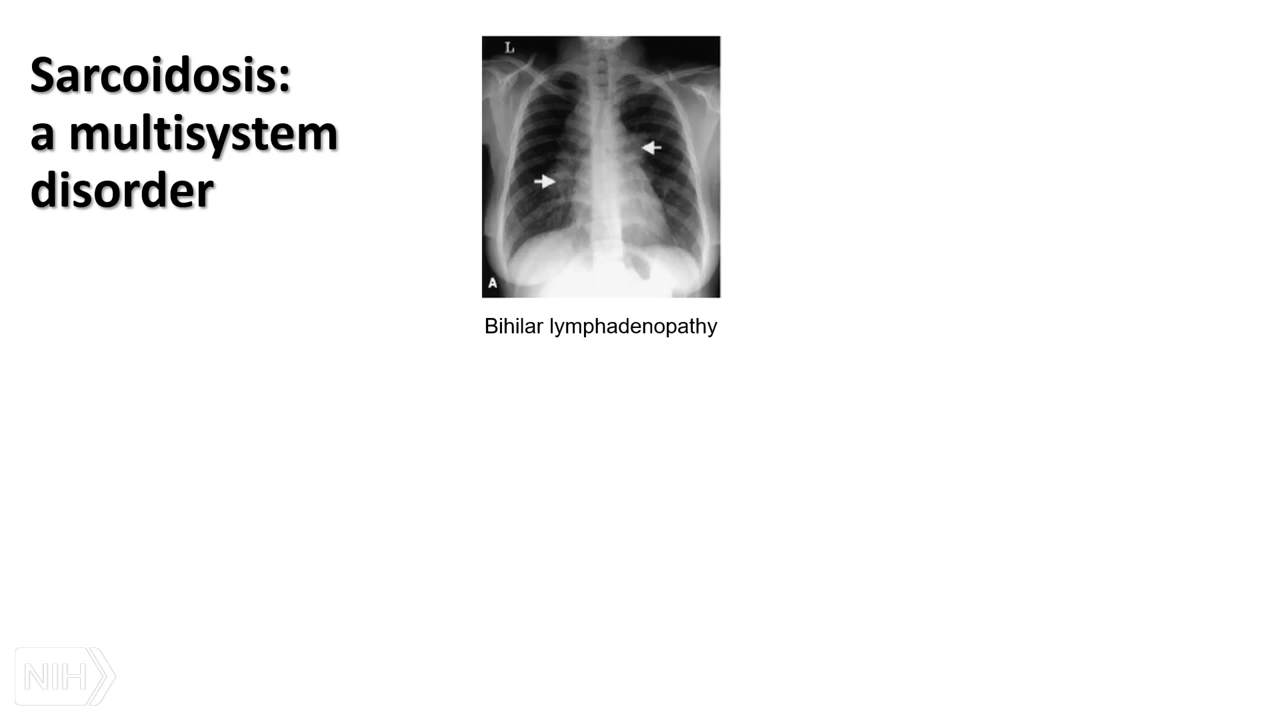 Sarcoidosis:
a multisystem
disorder
L
A
Bihilar lymphadenopathy
NIH